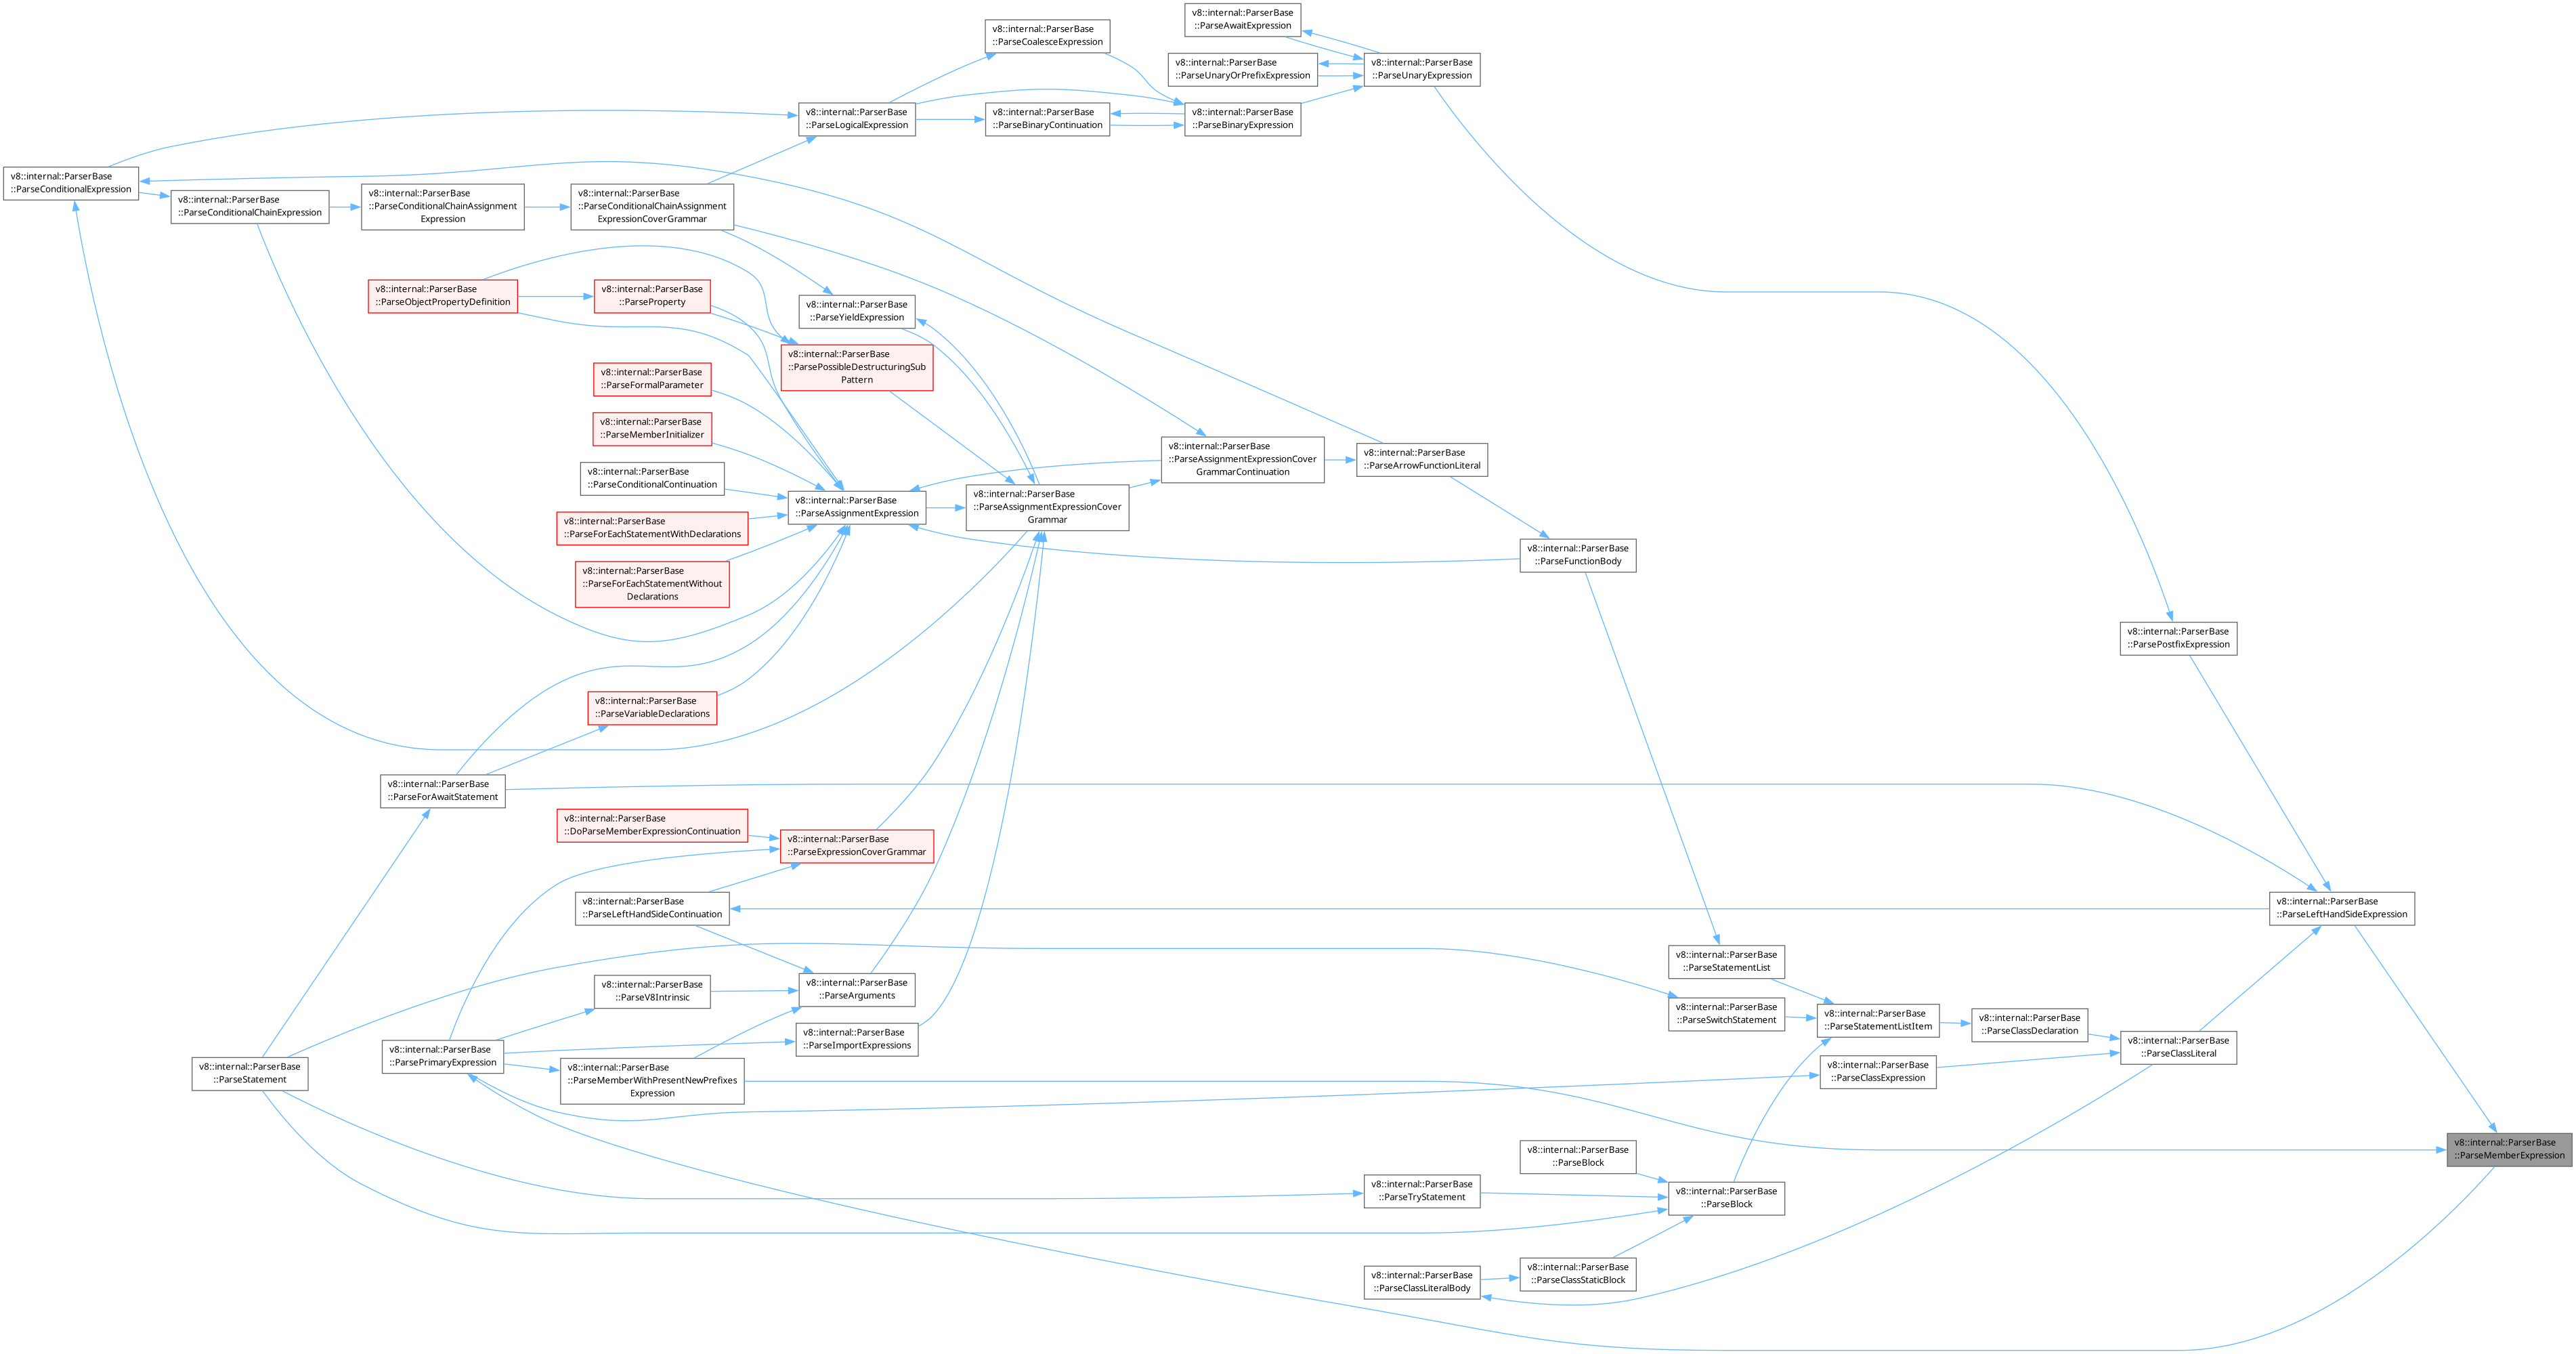 v8::internal::ParserBase
::ParseAwaitExpression
v8::internal::ParserBase
::ParseCoalesceExpression
v8::internal::ParserBase
::ParseUnaryOrPrefixExpression
v8::internal::ParserBase
::ParseUnaryExpression
v8::internal::ParserBase
::ParseLogicalExpression
v8::internal::ParserBase
::ParseBinaryContinuation
v8::internal::ParserBase
::ParseBinaryExpression
v8::internal::ParserBase
::ParseConditionalExpression
v8::internal::ParserBase
::ParseConditionalChainExpression
v8::internal::ParserBase
::ParseConditionalChainAssignment
Expression
v8::internal::ParserBase
::ParseConditionalChainAssignment
ExpressionCoverGrammar
v8::internal::ParserBase
::ParseObjectPropertyDefinition
v8::internal::ParserBase
::ParseProperty
v8::internal::ParserBase
::ParseYieldExpression
v8::internal::ParserBase
::ParsePossibleDestructuringSub
Pattern
v8::internal::ParserBase
::ParseFormalParameter
v8::internal::ParserBase
::ParseMemberInitializer
v8::internal::ParserBase
::ParseAssignmentExpressionCover
GrammarContinuation
v8::internal::ParserBase
::ParseArrowFunctionLiteral
v8::internal::ParserBase
::ParseConditionalContinuation
v8::internal::ParserBase
::ParseAssignmentExpression
v8::internal::ParserBase
::ParseAssignmentExpressionCover
Grammar
v8::internal::ParserBase
::ParseForEachStatementWithDeclarations
v8::internal::ParserBase
::ParseFunctionBody
v8::internal::ParserBase
::ParseForEachStatementWithout
Declarations
v8::internal::ParserBase
::ParsePostfixExpression
v8::internal::ParserBase
::ParseVariableDeclarations
v8::internal::ParserBase
::ParseForAwaitStatement
v8::internal::ParserBase
::DoParseMemberExpressionContinuation
v8::internal::ParserBase
::ParseExpressionCoverGrammar
v8::internal::ParserBase
::ParseLeftHandSideContinuation
v8::internal::ParserBase
::ParseLeftHandSideExpression
v8::internal::ParserBase
::ParseStatementList
v8::internal::ParserBase
::ParseV8Intrinsic
v8::internal::ParserBase
::ParseArguments
v8::internal::ParserBase
::ParseSwitchStatement
v8::internal::ParserBase
::ParseStatementListItem
v8::internal::ParserBase
::ParseClassDeclaration
v8::internal::ParserBase
::ParseImportExpressions
v8::internal::ParserBase
::ParseClassLiteral
v8::internal::ParserBase
::ParsePrimaryExpression
v8::internal::ParserBase
::ParseStatement
v8::internal::ParserBase
::ParseMemberWithPresentNewPrefixes
Expression
v8::internal::ParserBase
::ParseClassExpression
v8::internal::ParserBase
::ParseMemberExpression
v8::internal::ParserBase
::ParseBlock
v8::internal::ParserBase
::ParseTryStatement
v8::internal::ParserBase
::ParseBlock
v8::internal::ParserBase
::ParseClassLiteralBody
v8::internal::ParserBase
::ParseClassStaticBlock